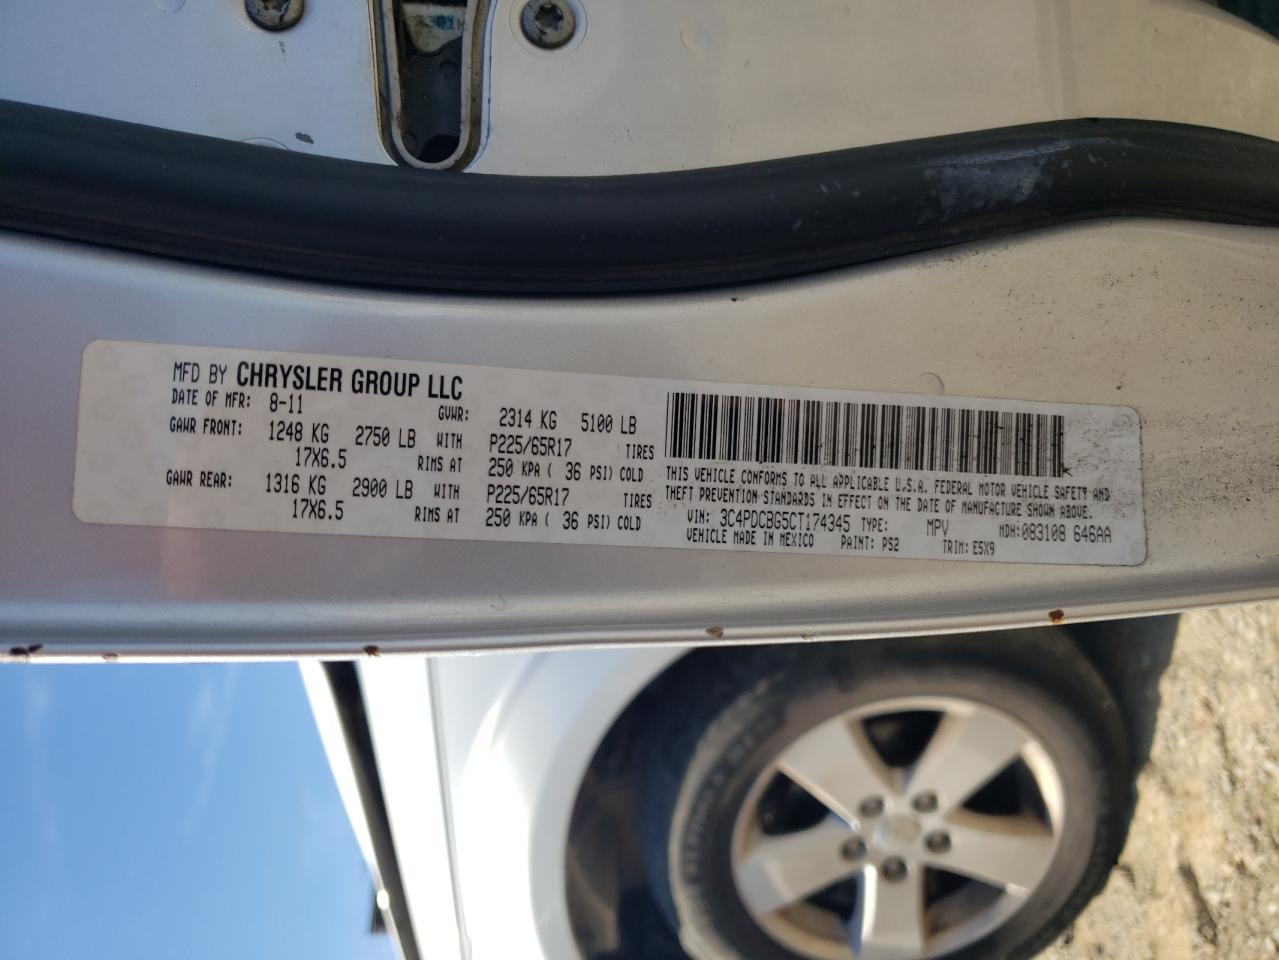 MFD BY CHRYSLER GROUP LLC
DATE OF MFR: 8-11 GVWR: 2314 KG 5100 LB
GAWR FRONT: 1248 KG 2750 LB WITH P225/65R17 TIRES
17X6.5 RIMS AT 250 KPA ( 36 PSI) COLD
GAWR REAR: 1316 KG 2900 LB WITH P225/65R17 TIRES
17X6.5 RIMS AT 250 KPA ( 36 PSI) COLD
THIS VEHICLE CONFORMS TO ALL APPLICABLE U.S.A. FEDERAL MOTOR VEHICLE SAFETY AND
THEFT PREVENTION STANDARDS IN EFFECT ON THE DATE OF MANUFACTURE SHOWN ABOVE.
VIN: 3C4PDCBG5CT174345 TYPE: MPV MDH:083108 646AA
VEHICLE MADE IN MEXICO PAINT: PS2 TRIM: E5X9